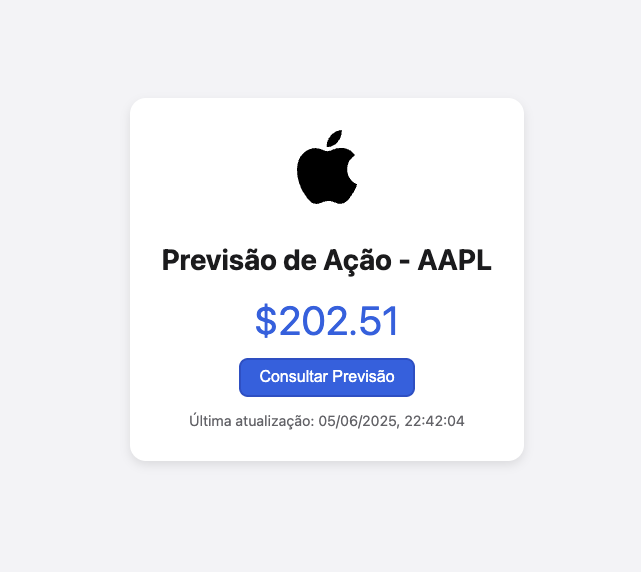 Previsão de Ação - AAPL
$202.51
Consultar Previsão
Última atualização: 05/06/2025, 22:42:04